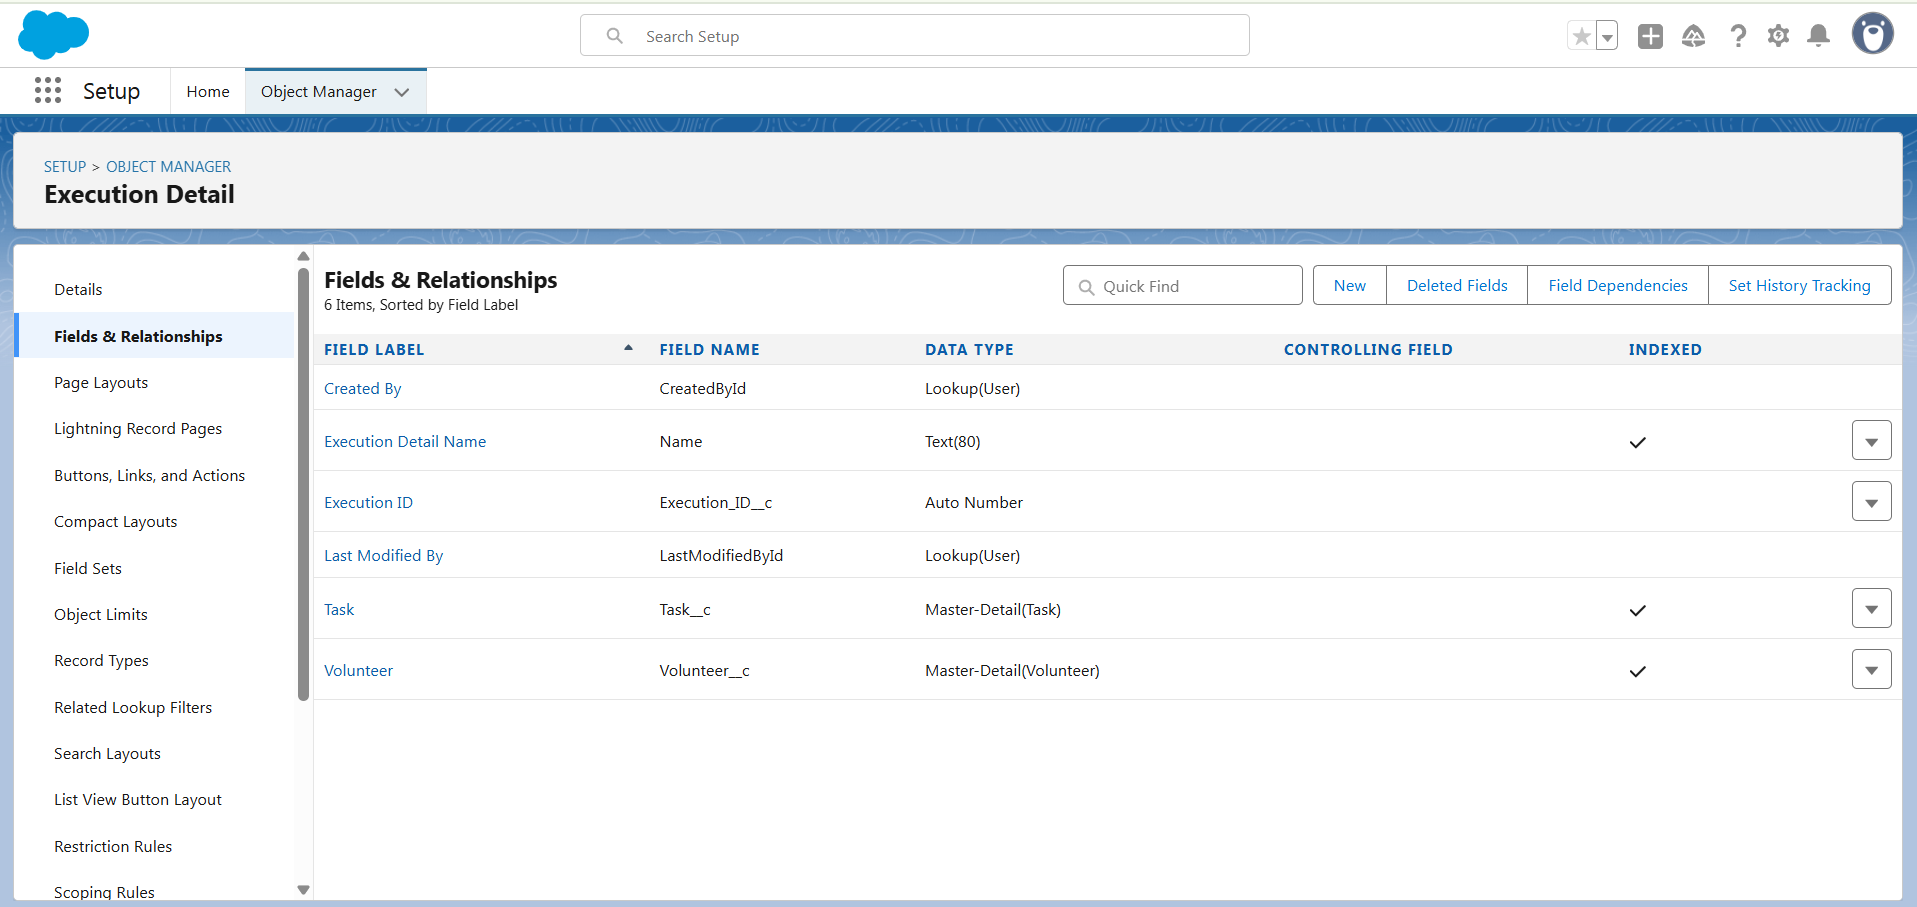 Search Setup
Setup
Home
Object Manager
SETUP > OBJECT MANAGER
Execution Detail
Details
Fields & Relationships
Page Layouts
Lightning Record Pages
Buttons, Links, and Actions
Compact Layouts
Field Sets
Object Limits
Record Types
Related Lookup Filters
Search Layouts
List View Button Layout
Restriction Rules
Scoping Rules
Fields & Relationships
6 Items, Sorted by Field Label
Quick Find
New
Deleted Fields
Field Dependencies
Set History Tracking
FIELD LABEL FIELD NAME DATA TYPE CONTROLLING FIELD INDEXED
Created By CreatedById Lookup(User)
Execution Detail Name Name Text(80)
Execution ID Execution_ID__c Auto Number
Last Modified By LastModifiedById Lookup(User)
Task Task__c Master-Detail(Task)
Volunteer Volunteer__c Master-Detail(Volunteer)